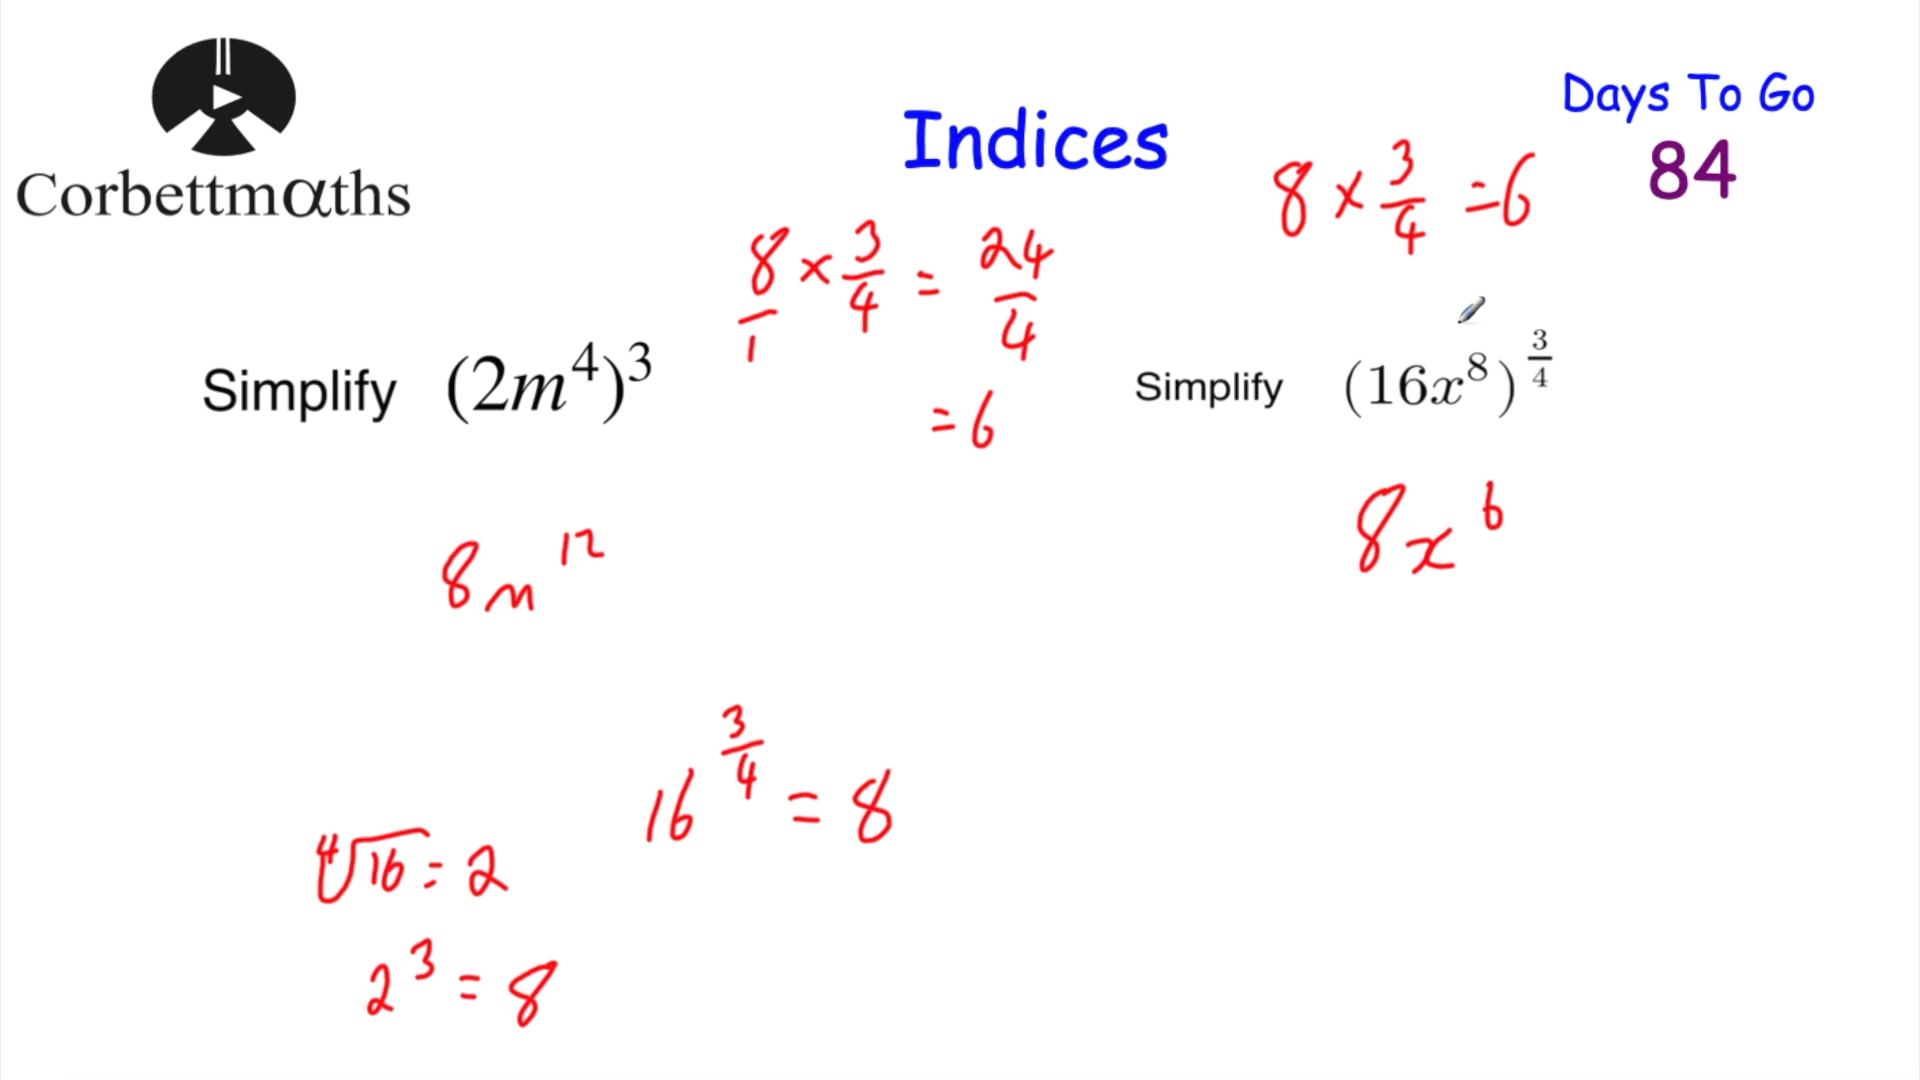 Corbettmαths
Indices
Days To Go
84
Simplify (2m⁴)³
8m¹²
8/1 × 3/4 = 24/4
= 6
8 × 3/4 = 6
Simplify (16x⁸)^(3/4)
8x⁶
16^(3/4) = 8
∜16 = 2
2³ = 8